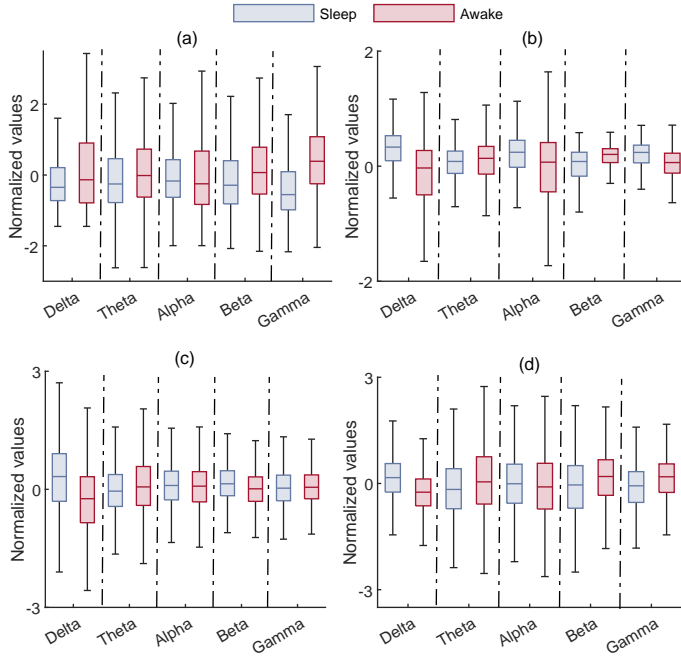 Sleep Awake
(a) (b)
Normalized values
2
0
-2
Delta Theta Alpha Beta Gamma
Normalized values
2
0
-2
Delta Theta Alpha Beta Gamma
(c) (d)
Normalized values
3
0
-3
Delta Theta Alpha Beta Gamma
Normalized values
3
0
-3
Delta Theta Alpha Beta Gamma